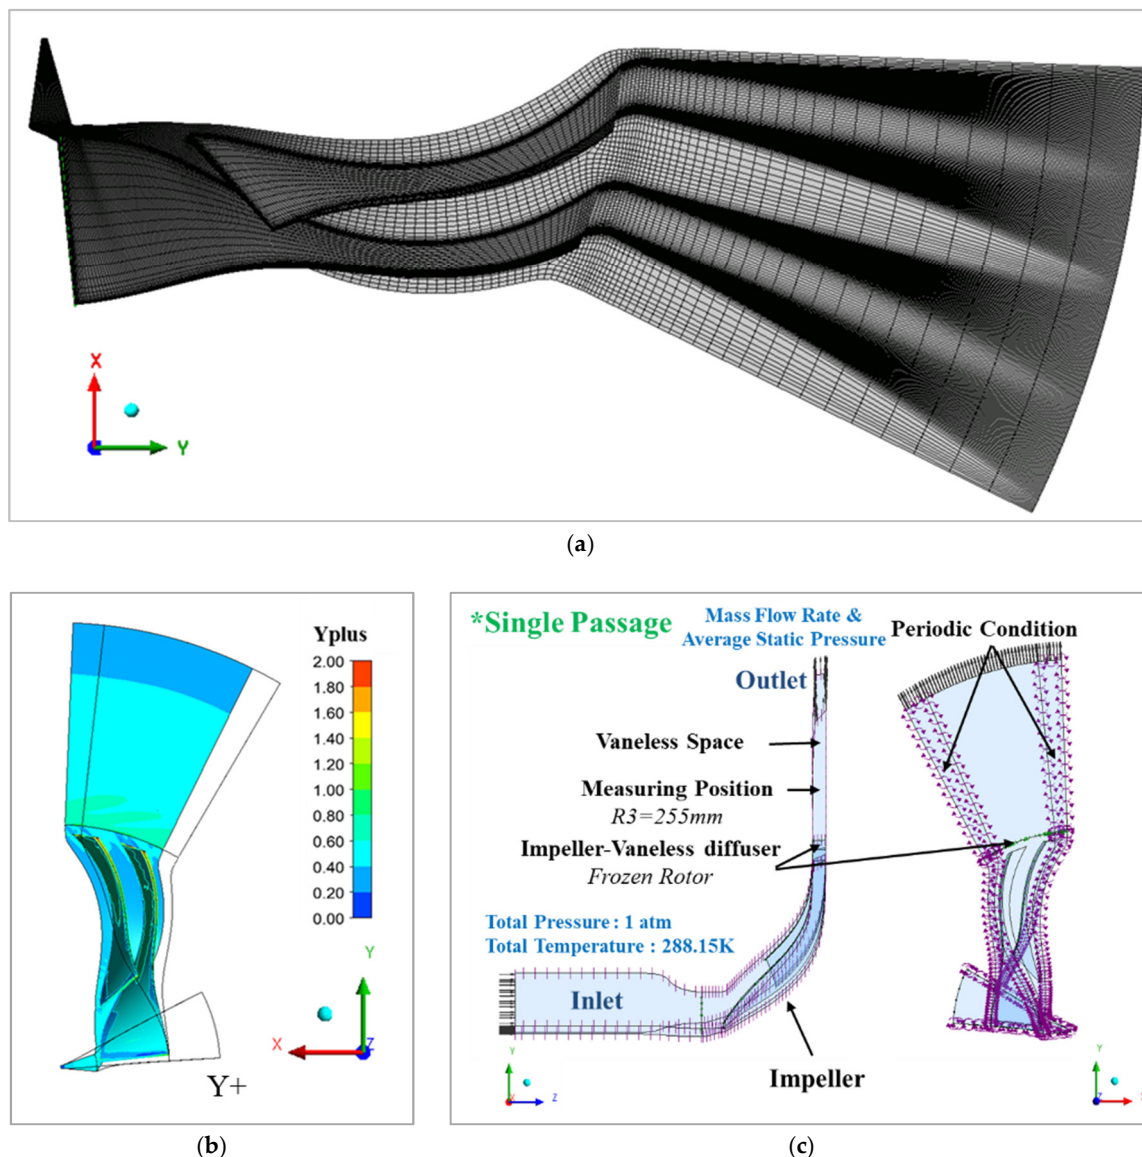 X
Y
(a)
Yplus
2.00
1.80
1.60
1.40
1.20
1.00
0.80
0.60
0.40
0.20
0.00
Y
X
Z
Y+
(b)
*Single Passage
Mass Flow Rate &
Average Static Pressure
Periodic Condition
Outlet
Vaneless Space
Measuring Position
R3=255mm
Impeller-Vaneless diffuser
Frozen Rotor
Total Pressure : 1 atm
Total Temperature : 288.15K
Inlet
Impeller
Y
X
Z
Y
Z
(c)